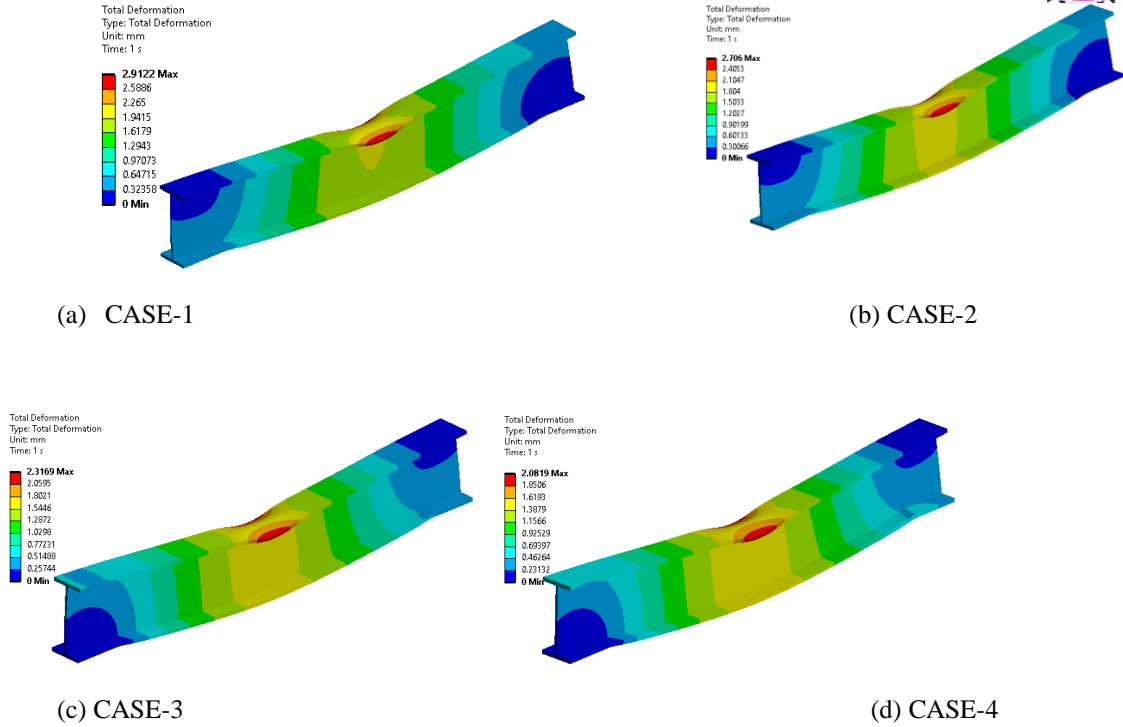 Total Deformation
Type: Total Deformation
Unit: mm
Time: 1 s
2.9122 Max
2.5886
2.265
1.9415
1.6179
1.2943
0.97073
0.64715
0.32358
0 Min
Total Deformation
Type: Total Deformation
Unit: mm
Time: 1 s
2.706 Max
2.4053
2.1047
1.804
1.5033
1.2027
0.90199
0.60133
0.30066
0 Min
(a) CASE-1
(b) CASE-2
Total Deformation
Type: Total Deformation
Unit: mm
Time: 1 s
2.3169 Max
2.0595
1.8021
1.5446
1.2872
1.0298
0.77231
0.51488
0.25744
0 Min
Total Deformation
Type: Total Deformation
Unit: mm
Time: 1 s
2.0819 Max
1.8506
1.6193
1.3879
1.1566
0.92529
0.69397
0.46264
0.23132
0 Min
(c) CASE-3
(d) CASE-4